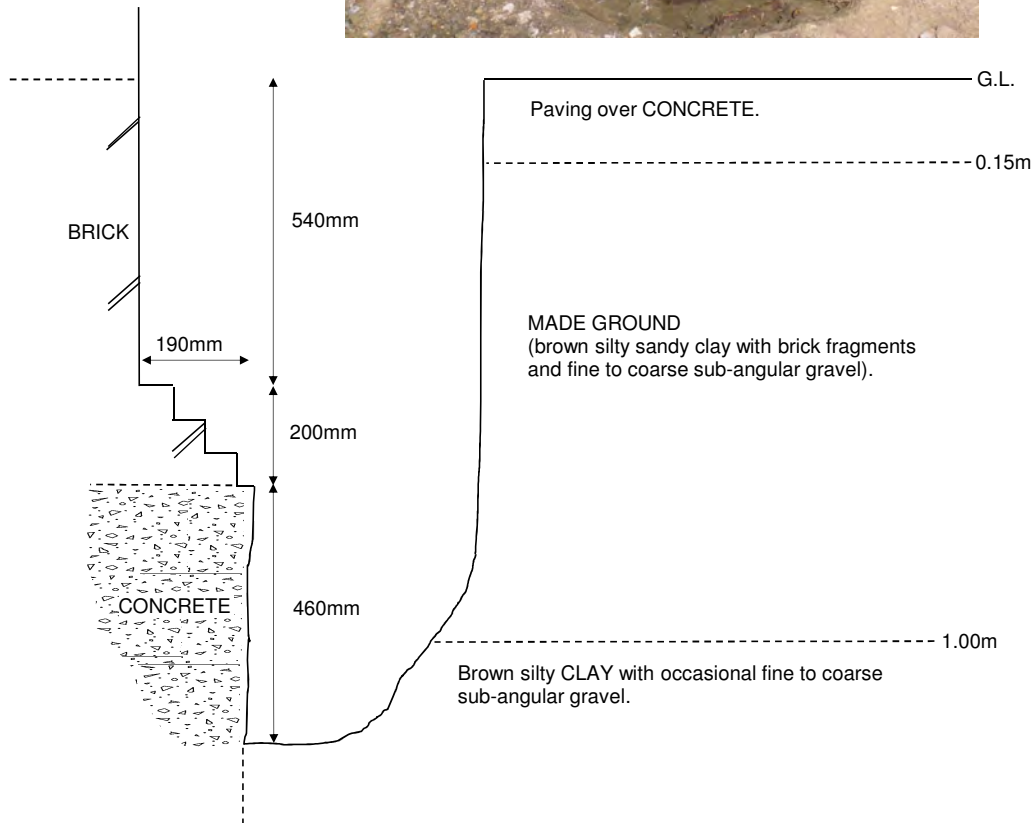 G.L.
Paving over CONCRETE.
0.15m
540mm
BRICK
MADE GROUND
(brown silty sandy clay with brick fragments
and fine to coarse sub-angular gravel).
190mm
200mm
CONCRETE
460mm
1.00m
Brown silty CLAY with occasional fine to coarse
sub-angular gravel.